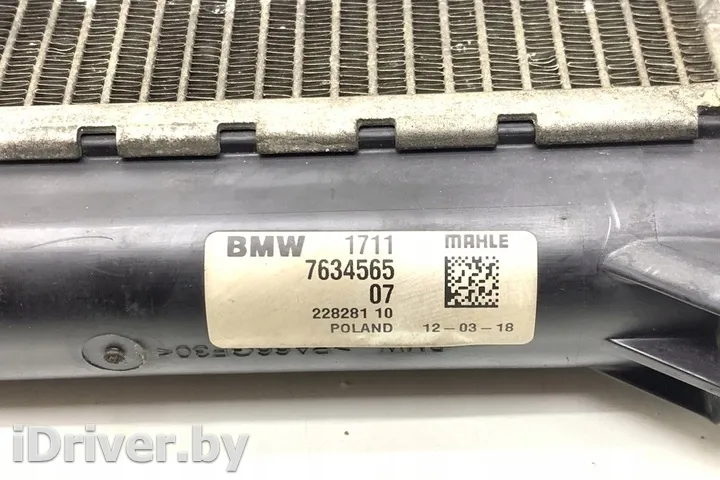 BMW 1711 MAHLE
7634565
07
228281 10
POLAND 12-03-18
iDriver.by